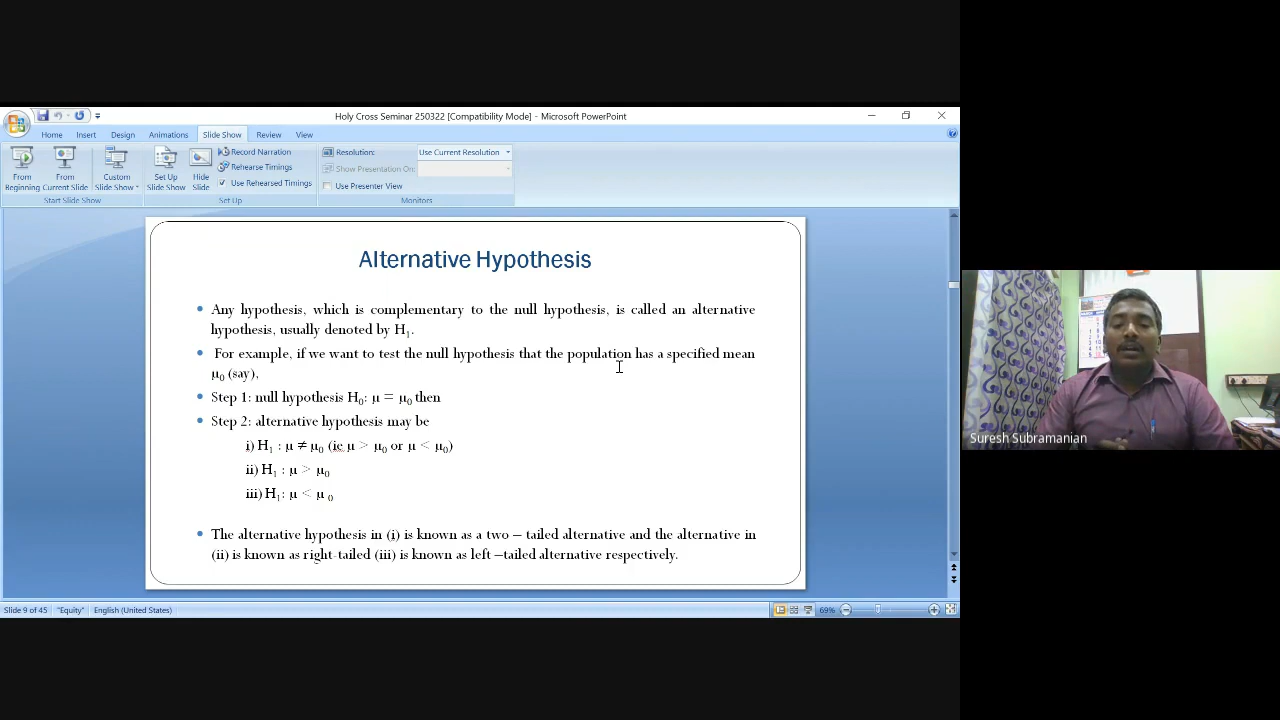 Holy Cross Seminar 250322 [Compatibility Mode] - Microsoft PowerPoint
Home Insert Design Animations Slide Show Review View
From Beginning
From Current Slide
Custom Slide Show
Start Slide Show
Set Up Slide Show
Hide Slide
Record Narration
Rehearse Timings
Use Rehearsed Timings
Set Up
Resolution: Use Current Resolution
Show Presentation On:
Use Presenter View
Monitors
Alternative Hypothesis
• Any hypothesis, which is complementary to the null hypothesis, is called an alternative
hypothesis, usually denoted by H₁.
• For example, if we want to test the null hypothesis that the population has a specified mean
μ₀ (say),
• Step 1: null hypothesis H₀: μ = μ₀ then
• Step 2: alternative hypothesis may be
i) H₁ : μ ≠ μ₀ (ie μ > μ₀ or μ < μ₀)
ii) H₁ : μ > μ₀
iii) H₁: μ < μ ₀
• The alternative hypothesis in (i) is known as a two – tailed alternative and the alternative in
(ii) is known as right-tailed (iii) is known as left –tailed alternative respectively.
Suresh Subramanian
Slide 9 of 45 "Equity" English (United States) 69%